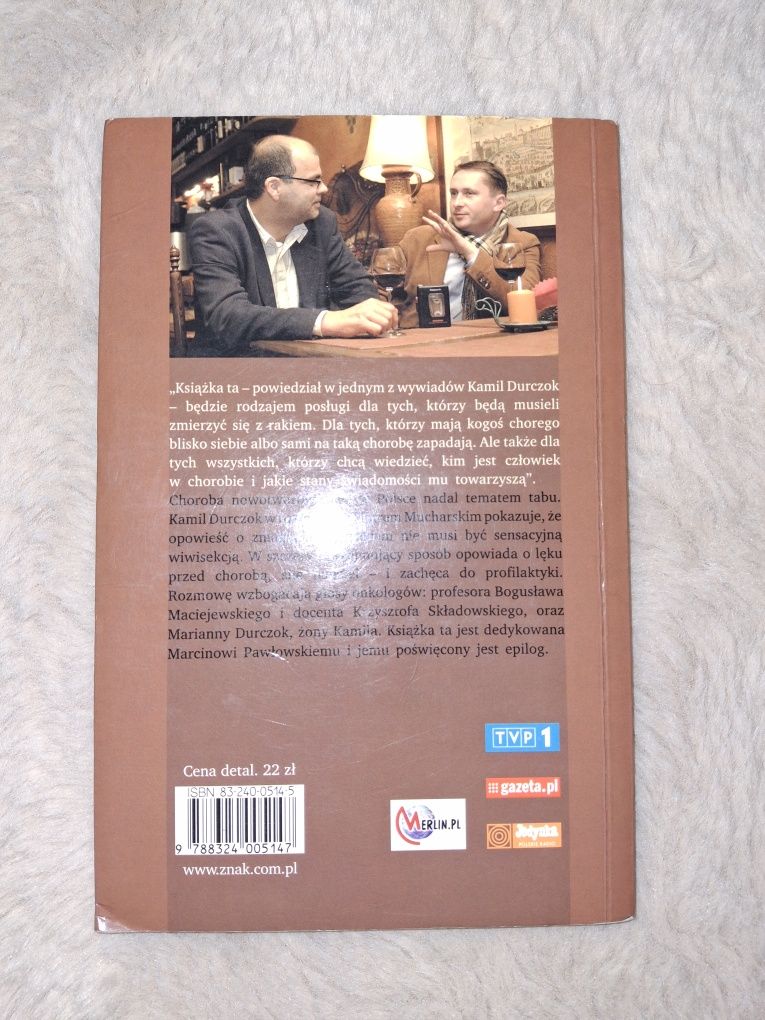 „Książka ta – powiedział w jednym z wywiadów Kamil Durczok
– będzie rodzajem posługi dla tych, którzy będą musieli
zmierzyć się z rakiem. Dla tych, którzy mają kogoś chorego
blisko siebie albo sami na taką chorobę zapadają. Ale także dla
tych wszystkich, którzy chcą wiedzieć, kim jest człowiek
w chorobie i jakie stany świadomości mu towarzyszą”.
Choroba Polsce nadal tematem tabu.
Kamil Durczok w Mucharskim pokazuje, że
opowieść o nie musi być sensacyjną
wiwisekcją. W sposób opowiada o lęku
przed chorobą, – i zachęca do profilaktyki.
Rozmowę wzbogacają głosy onkologów: profesora Bogusława
Maciejewskiego i docenta Krzysztofa Składowskiego, oraz
Marianny Durczok, żony Kamila. Książka ta jest dedykowana
Marcinowi Pawłowskiemu i jemu poświęcony jest epilog.
TVP 1
Cena detal. 22 zł
gazeta.pl
ISBN 83-240-0514-5
MERLIN.PL
Jedynka
POLSKIE RADIO
9 788324 005147
www.znak.com.pl